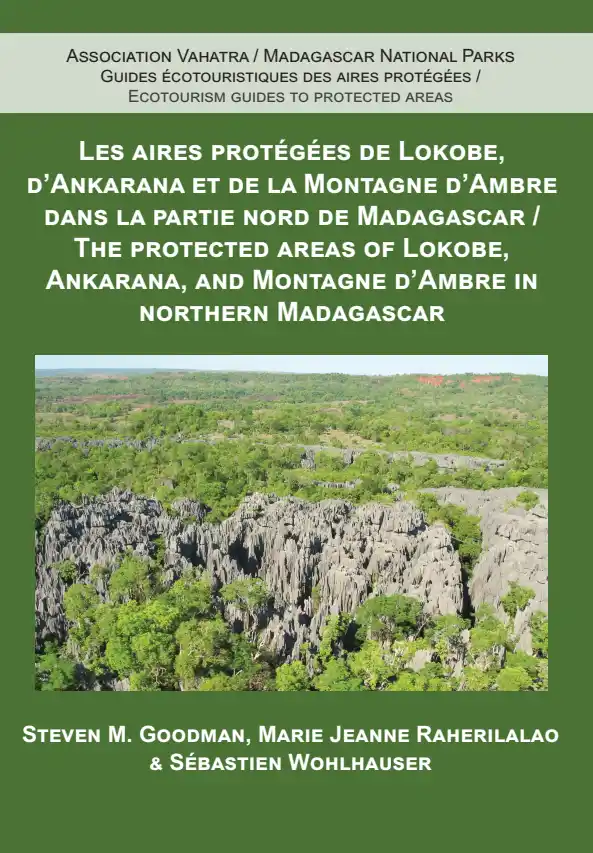 Association Vahatra / Madagascar National Parks
Guides écotouristiques des aires protégées /
Ecotourism guides to protected areas
Les aires protégées de Lokobe,
d’Ankarana et de la Montagne d’Ambre
dans la partie nord de Madagascar /
The protected areas of Lokobe,
Ankarana, and Montagne d’Ambre in
northern Madagascar
Steven M. Goodman, Marie Jeanne Raherilalao
& Sébastien Wohlhauser